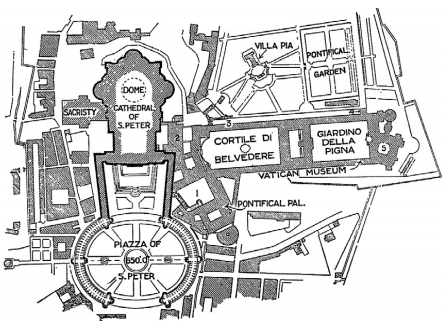 VILLA PIA
PONTIFICAL
GARDEN
DOME
CATHEDRAL
OF
S.PETER
SACRISTY
2
3
CORTILE DI
BELVEDERE
GIARDINO
DELLA
PIGNA
5
VATICAN MUSEUM
1
PONTIFICAL PAL.
PIAZZA OF
650'.0
S.PETER